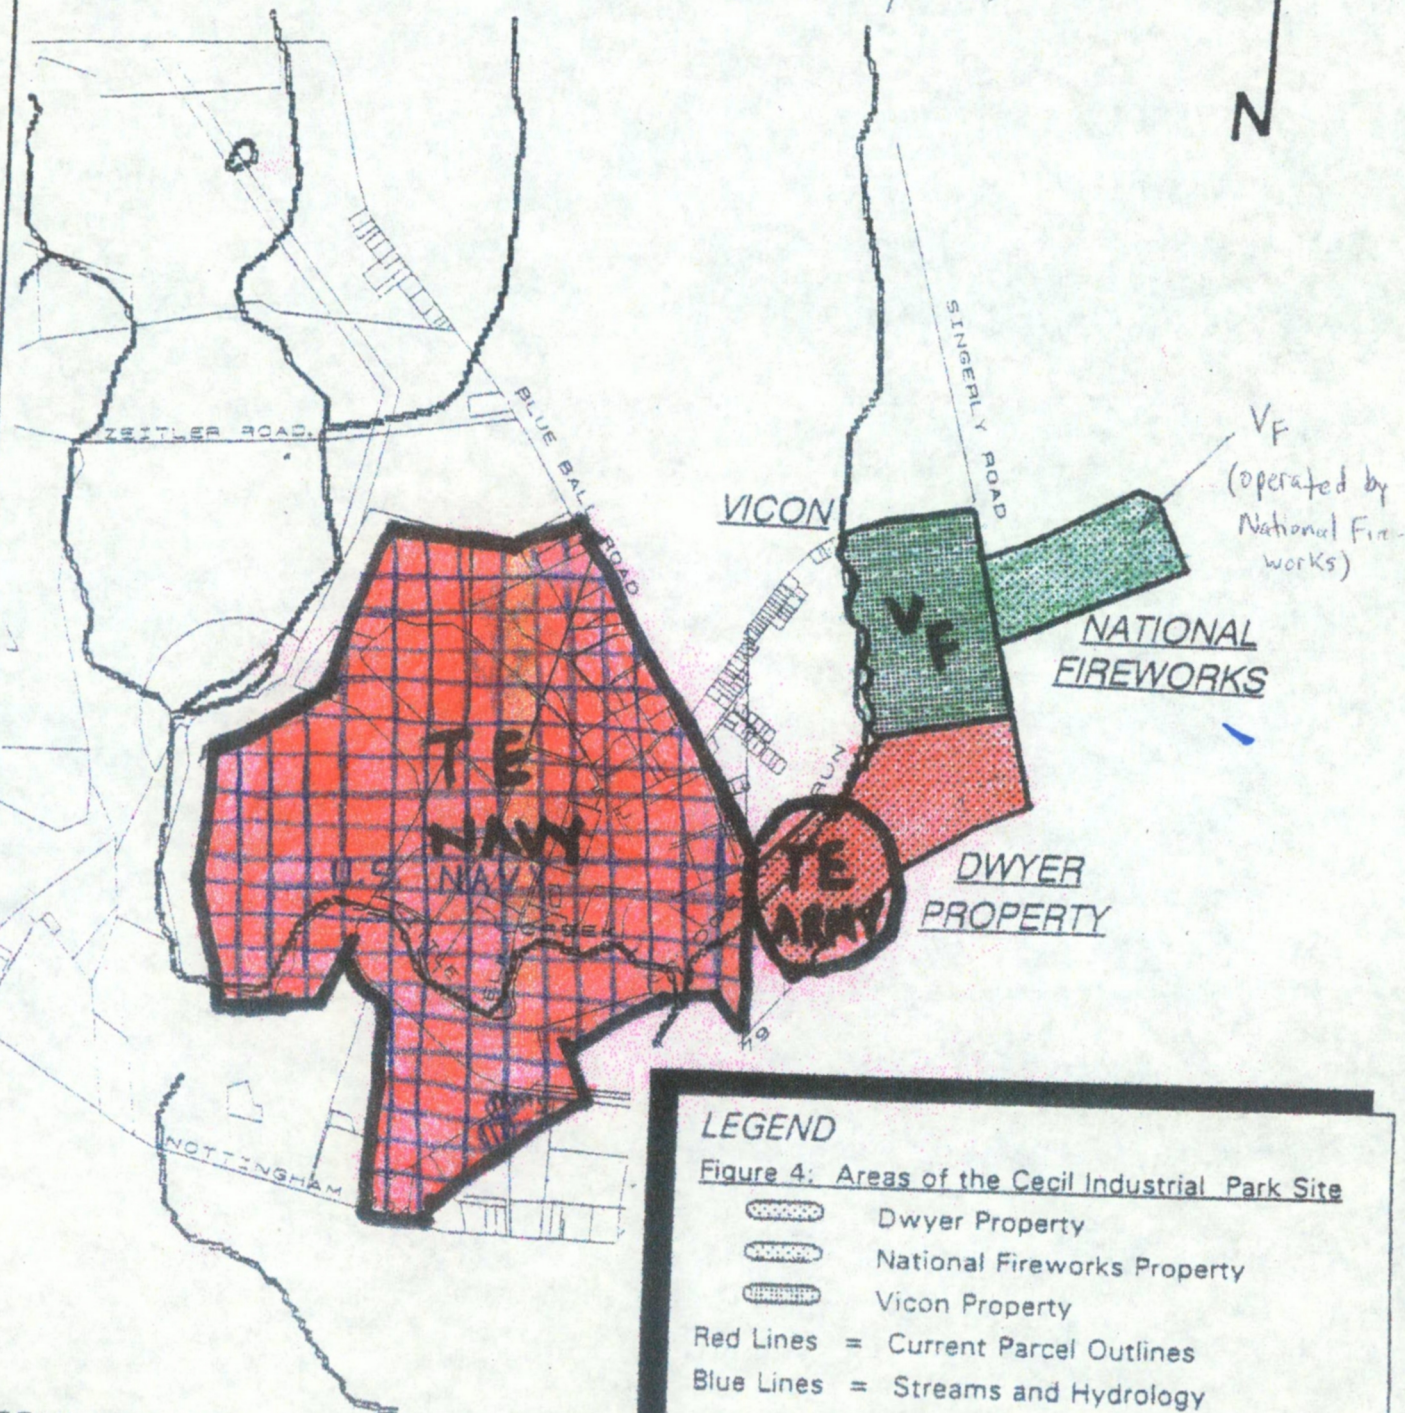 N
SINGERLY ROAD
BLUE BALL ROAD
ZEITLER ROAD.
VF
(operated by
National Fire-
works)
VICON
VF
NATIONAL
FIREWORKS
TE
NAVY
U.S. NAVY
RUN
TE
ARMY
DWYER
PROPERTY
CREEK
NOTTINGHAM
LEGEND
Figure 4: Areas of the Cecil Industrial Park Site
Dwyer Property
National Fireworks Property
Vicon Property
Red Lines = Current Parcel Outlines
Blue Lines = Streams and Hydrology